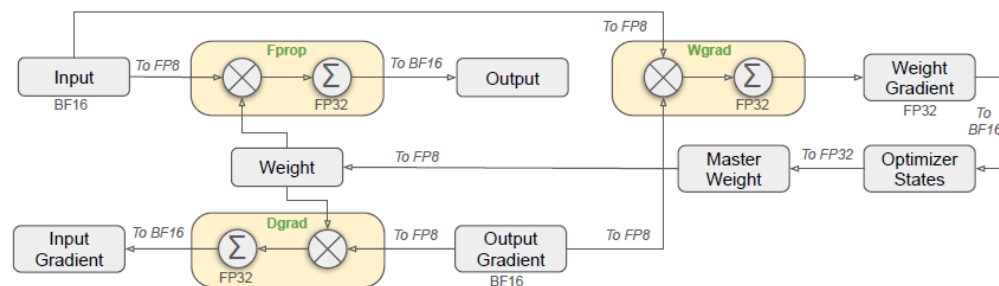 To FP8
Fprop
Wgrad
Input
BF16
To FP8
Σ
FP32
To BF16
Output
Σ
FP32
Weight
Gradient
FP32
To
BF16
Weight
To FP8
Master
Weight
To FP32
Optimizer
States
Dgrad
Input
Gradient
To BF16
Σ
FP32
To FP8
Output
Gradient
BF16
To FP8